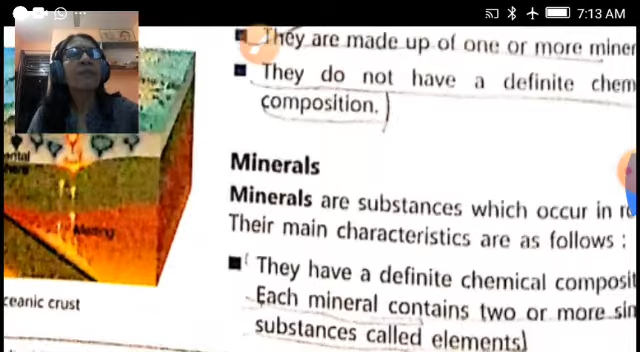 7:13 AM
They are made up of one or more miner
They do not have a definite chem
composition.
Minerals
Minerals are substances which occur in r
Their main characteristics are as follows :
They have a definite chemical composit
Each mineral contains two or more sim
substances called elements
ental
Melting
ceanic crust